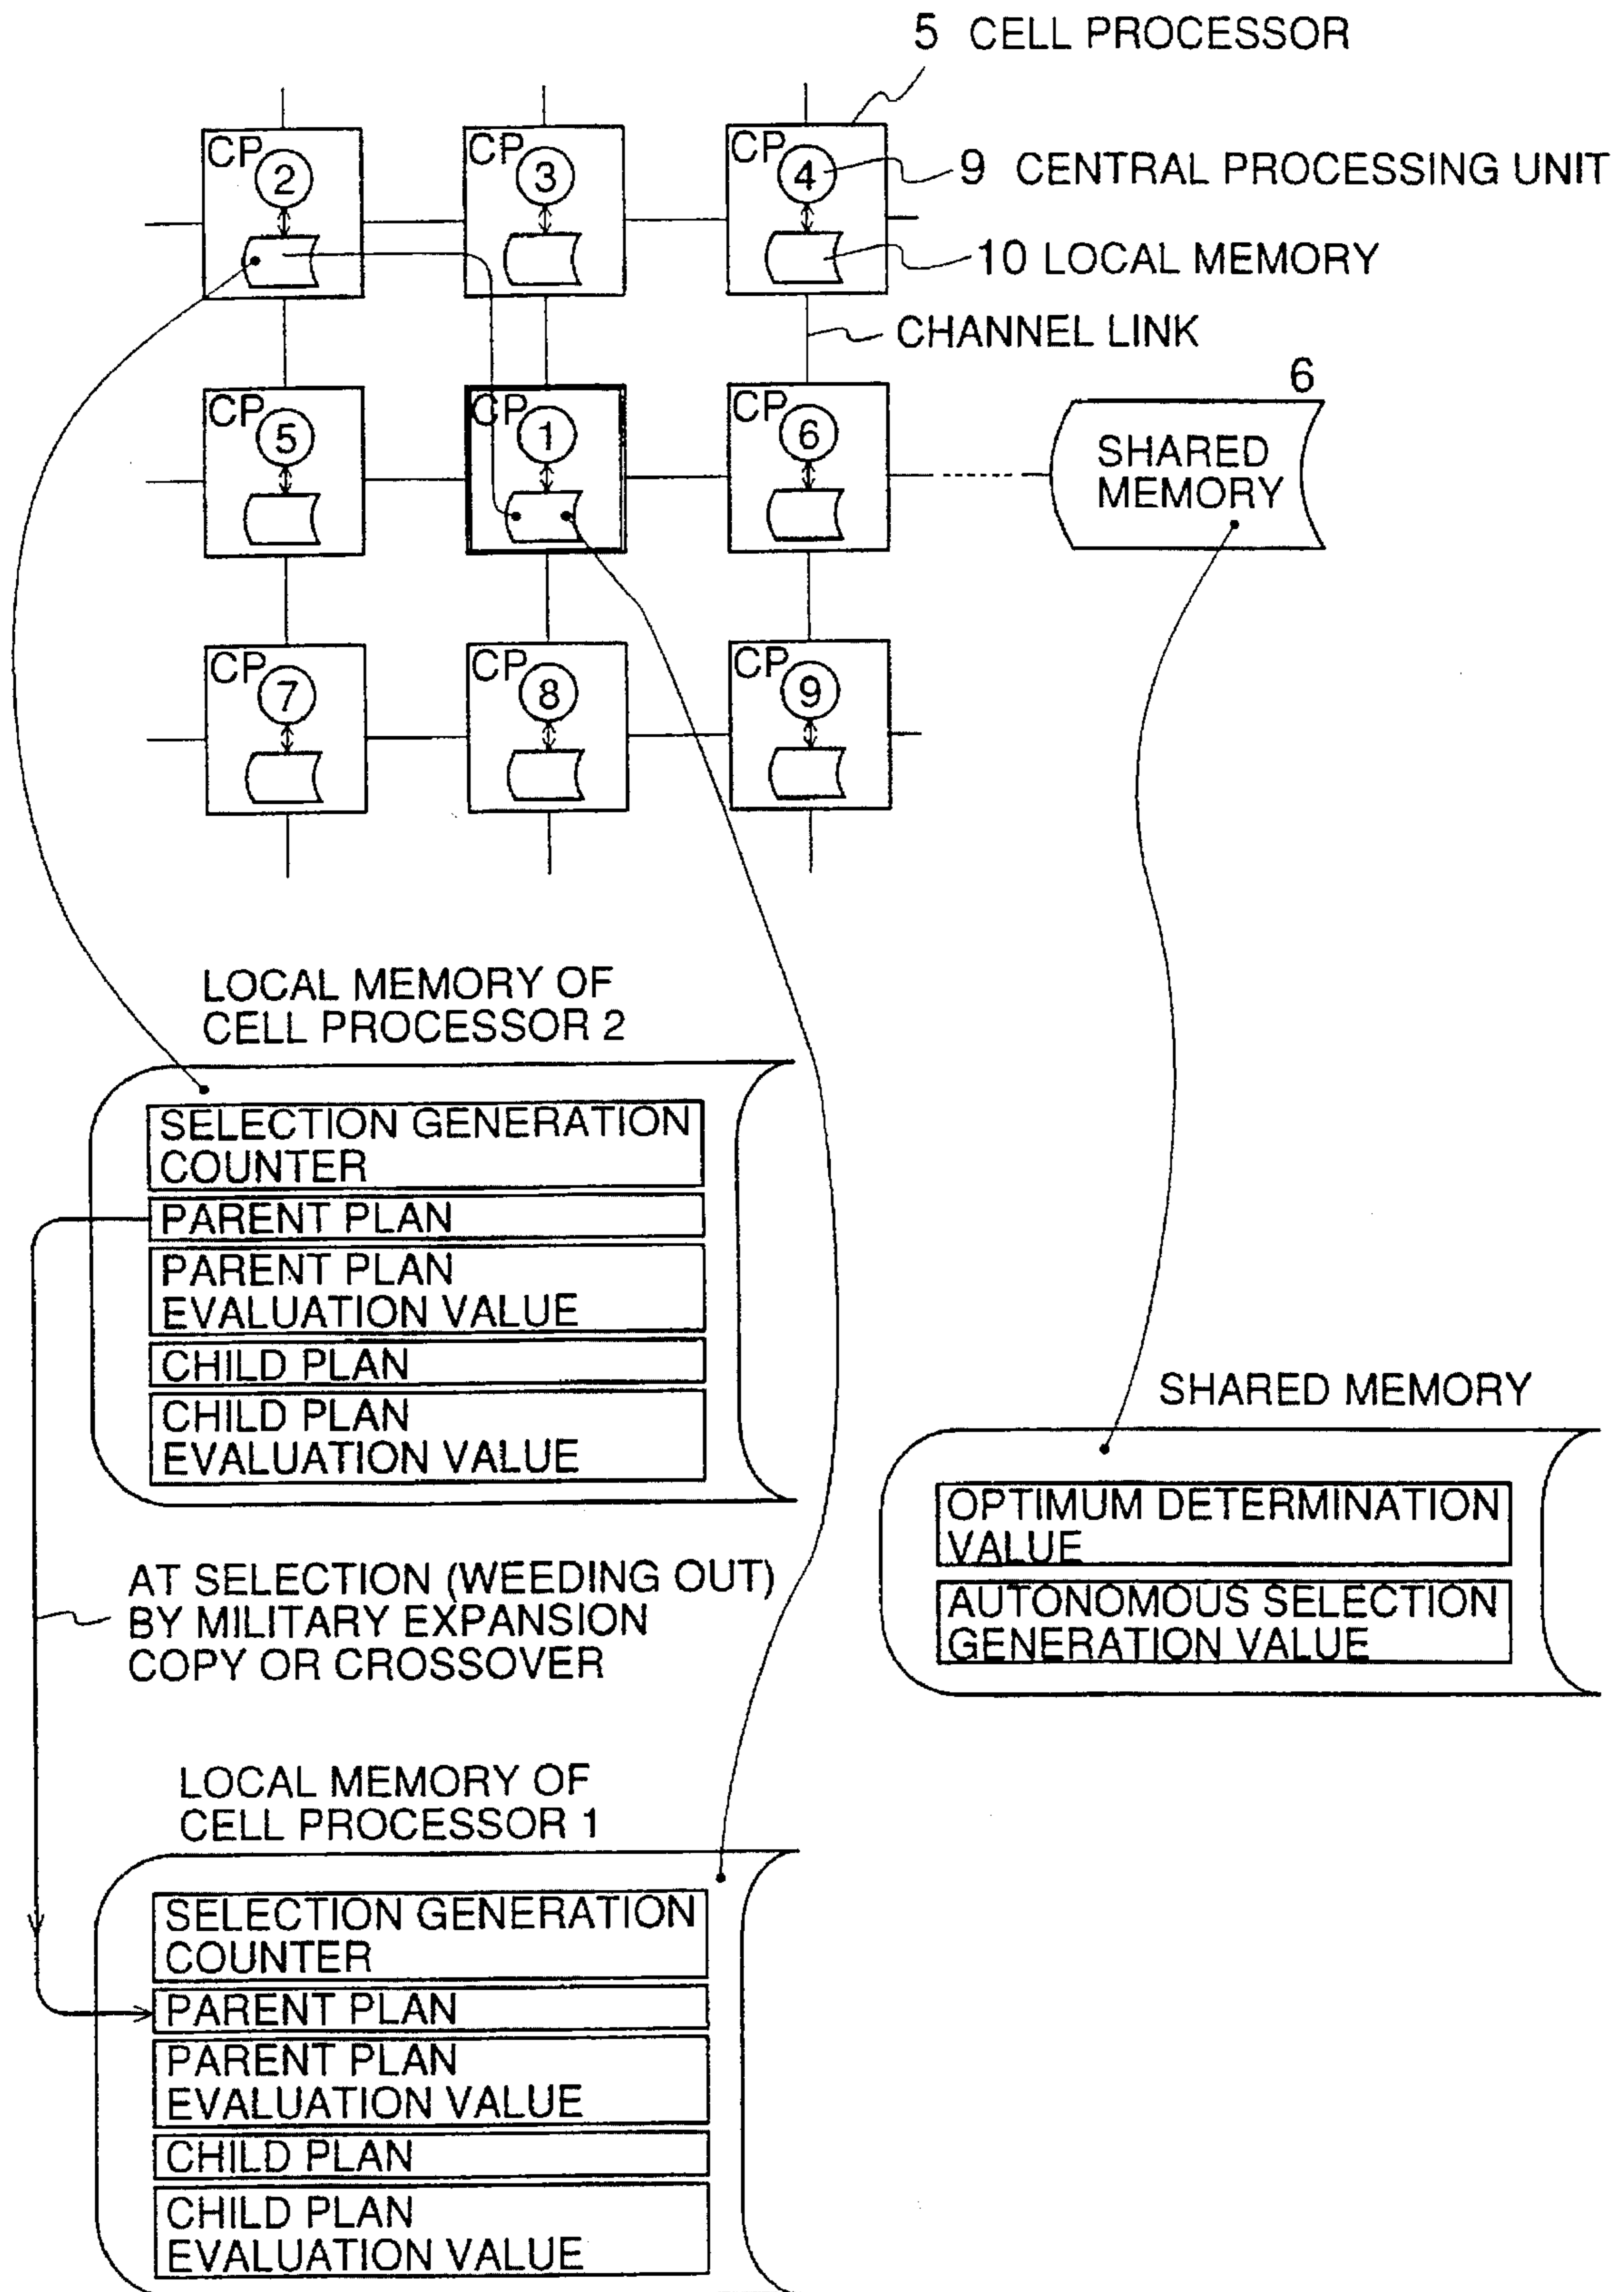 5 CELL PROCESSOR
CP 2
CP 3
CP 4
9 CENTRAL PROCESSING UNIT
10 LOCAL MEMORY
CHANNEL LINK
CP 5
CP 1
CP 6
6
SHARED
MEMORY
CP 7
CP 8
CP 9
LOCAL MEMORY OF
CELL PROCESSOR 2
SELECTION GENERATION
COUNTER
PARENT PLAN
PARENT PLAN
EVALUATION VALUE
CHILD PLAN
CHILD PLAN
EVALUATION VALUE
SHARED MEMORY
OPTIMUM DETERMINATION
VALUE
AUTONOMOUS SELECTION
GENERATION VALUE
AT SELECTION (WEEDING OUT)
BY MILITARY EXPANSION
COPY OR CROSSOVER
LOCAL MEMORY OF
CELL PROCESSOR 1
SELECTION GENERATION
COUNTER
PARENT PLAN
PARENT PLAN
EVALUATION VALUE
CHILD PLAN
CHILD PLAN
EVALUATION VALUE